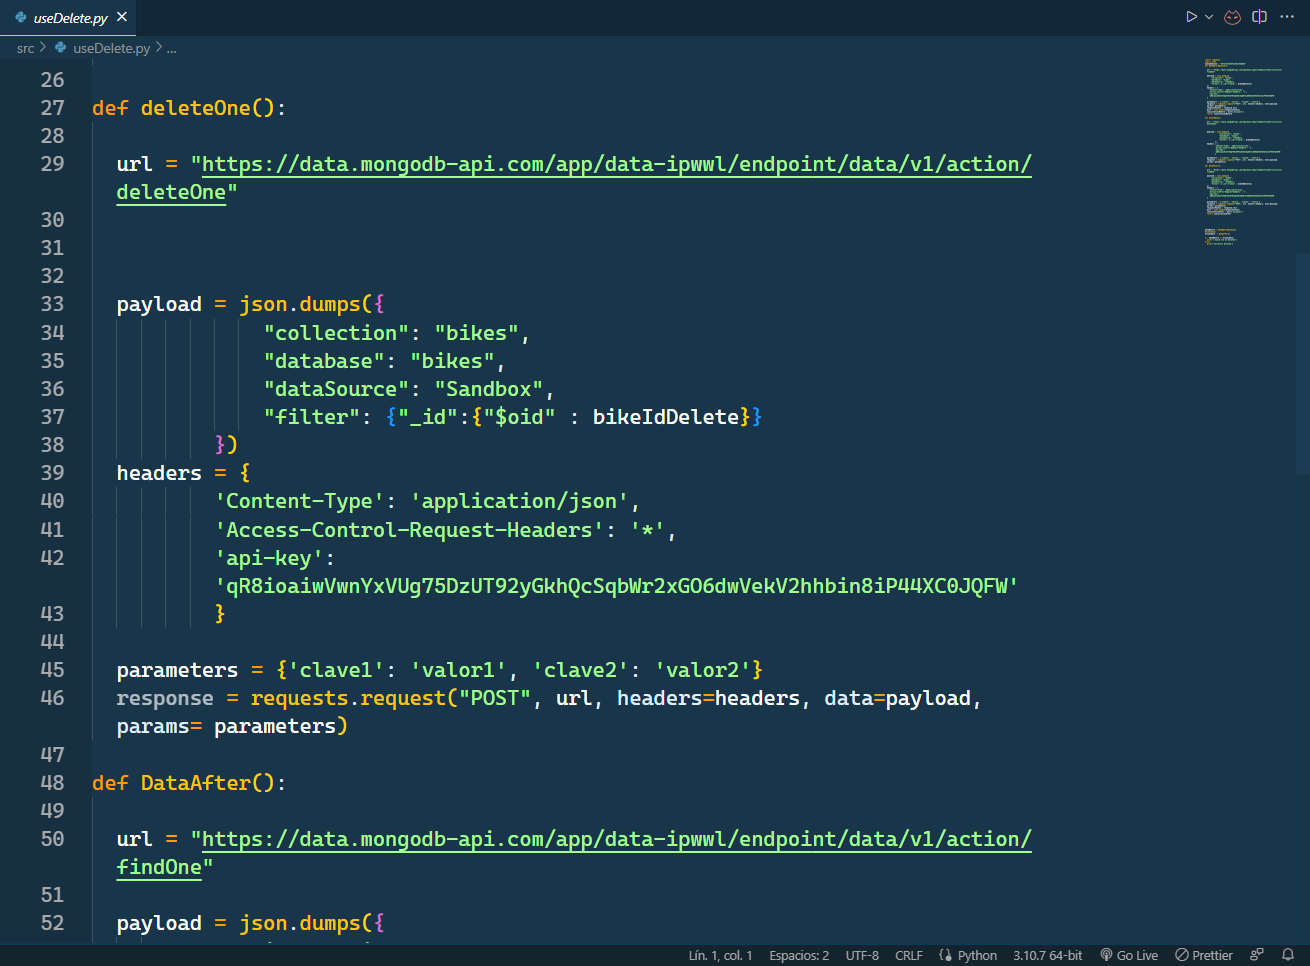 useDelete.py
src > useDelete.py > ...
26
27 def deleteOne():
28
29 url = "https://data.mongodb-api.com/app/data-ipwwl/endpoint/data/v1/action/
deleteOne"
30
31
32
33 payload = json.dumps({
34 "collection": "bikes",
35 "database": "bikes",
36 "dataSource": "Sandbox",
37 "filter": {"_id":{"$oid" : bikeIdDelete}}
38 })
39 headers = {
40 'Content-Type': 'application/json',
41 'Access-Control-Request-Headers': '*',
42 'api-key':
'qR8ioaiwVwnYxVUg75DzUT92yGkhQcSqbWr2xGO6dwVekV2hhbin8iP44XC0JQFW'
43 }
44
45 parameters = {'clave1': 'valor1', 'clave2': 'valor2'}
46 response = requests.request("POST", url, headers=headers, data=payload,
params= parameters)
47
48 def DataAfter():
49
50 url = "https://data.mongodb-api.com/app/data-ipwwl/endpoint/data/v1/action/
findOne"
51
52 payload = json.dumps({
Lín. 1, col. 1 Espacios: 2 UTF-8 CRLF Python 3.10.7 64-bit Go Live Prettier